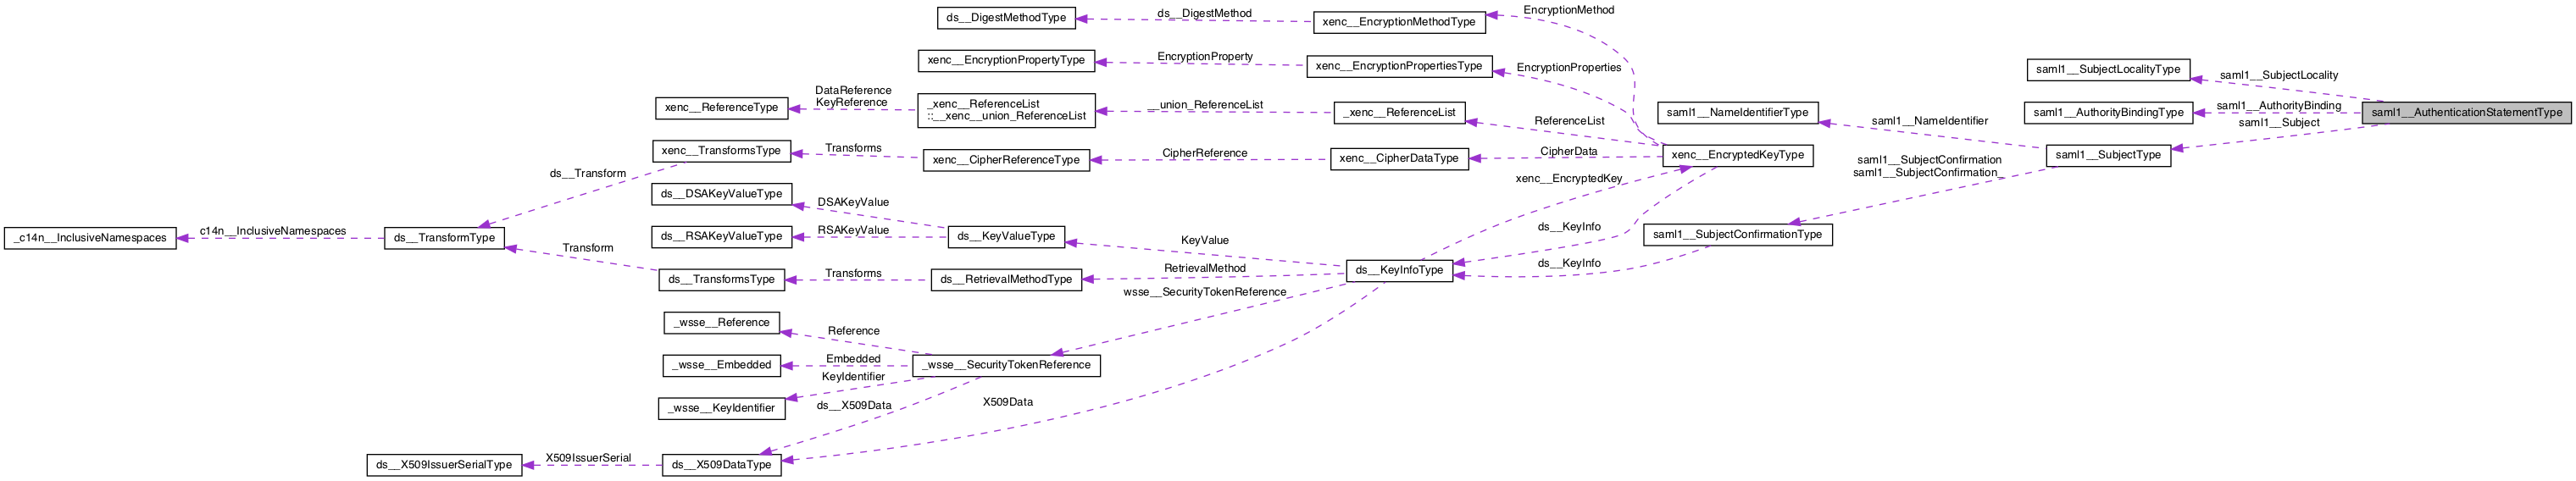 ds__DigestMethodType
ds__DigestMethod
xenc__EncryptionMethodType
EncryptionMethod
xenc__EncryptionPropertyType
EncryptionProperty
xenc__EncryptionPropertiesType
EncryptionProperties
saml1__SubjectLocalityType
saml1__SubjectLocality
xenc__ReferenceType
DataReference
KeyReference
_xenc__ReferenceList
::__xenc__union_ReferenceList
__union_ReferenceList
_xenc__ReferenceList
ReferenceList
saml1__NameIdentifierType
saml1__NameIdentifier
saml1__AuthorityBindingType
saml1__AuthorityBinding
saml1__AuthenticationStatementType
saml1__Subject
xenc__TransformsType
Transforms
xenc__CipherReferenceType
CipherReference
xenc__CipherDataType
CipherData
xenc__EncryptedKeyType
saml1__SubjectType
ds__Transform
saml1__SubjectConfirmation
saml1__SubjectConfirmation_
xenc__EncryptedKey
ds__DSAKeyValueType
DSAKeyValue
_c14n__InclusiveNamespaces
c14n__InclusiveNamespaces
ds__TransformType
ds__RSAKeyValueType
RSAKeyValue
ds__KeyValueType
KeyValue
ds__KeyInfo
saml1__SubjectConfirmationType
Transform
ds__TransformsType
Transforms
ds__RetrievalMethodType
RetrievalMethod
ds__KeyInfoType
ds__KeyInfo
wsse__SecurityTokenReference
_wsse__Reference
Reference
_wsse__Embedded
Embedded
_wsse__SecurityTokenReference
KeyIdentifier
_wsse__KeyIdentifier
ds__X509Data
X509Data
ds__X509IssuerSerialType
X509IssuerSerial
ds__X509DataType